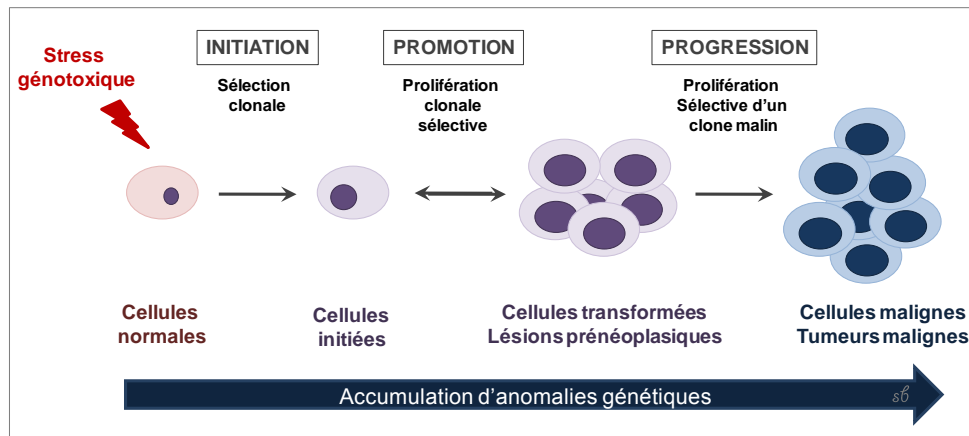 Stress
génotoxique
INITIATION
Sélection
clonale
PROMOTION
Prolifération
clonale
sélective
PROGRESSION
Prolifération
Sélective d'un
clone malin
Cellules
normales
Cellules
initiées
Cellules transformées
Lésions prénéoplasiques
Cellules malignes
Tumeurs malignes
Accumulation d'anomalies génétiques
sb